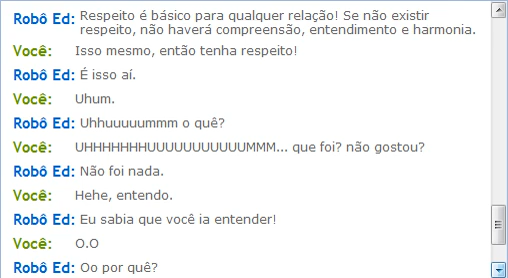 Robô Ed: Respeito é básico para qualquer relação! Se não existir
respeito, não haverá compreensão, entendimento e harmonia.
Você: Isso mesmo, então tenha respeito!
Robô Ed: É isso aí.
Você: Uhum.
Robô Ed: Uhhuuuuummm o quê?
Você: UHHHHHHHUUUUUUUUUUUMMM... que foi? não gostou?
Robô Ed: Não foi nada.
Você: Hehe, entendo.
Robô Ed: Eu sabia que você ia entender!
Você: O.O
Robô Ed: Oo por quê?